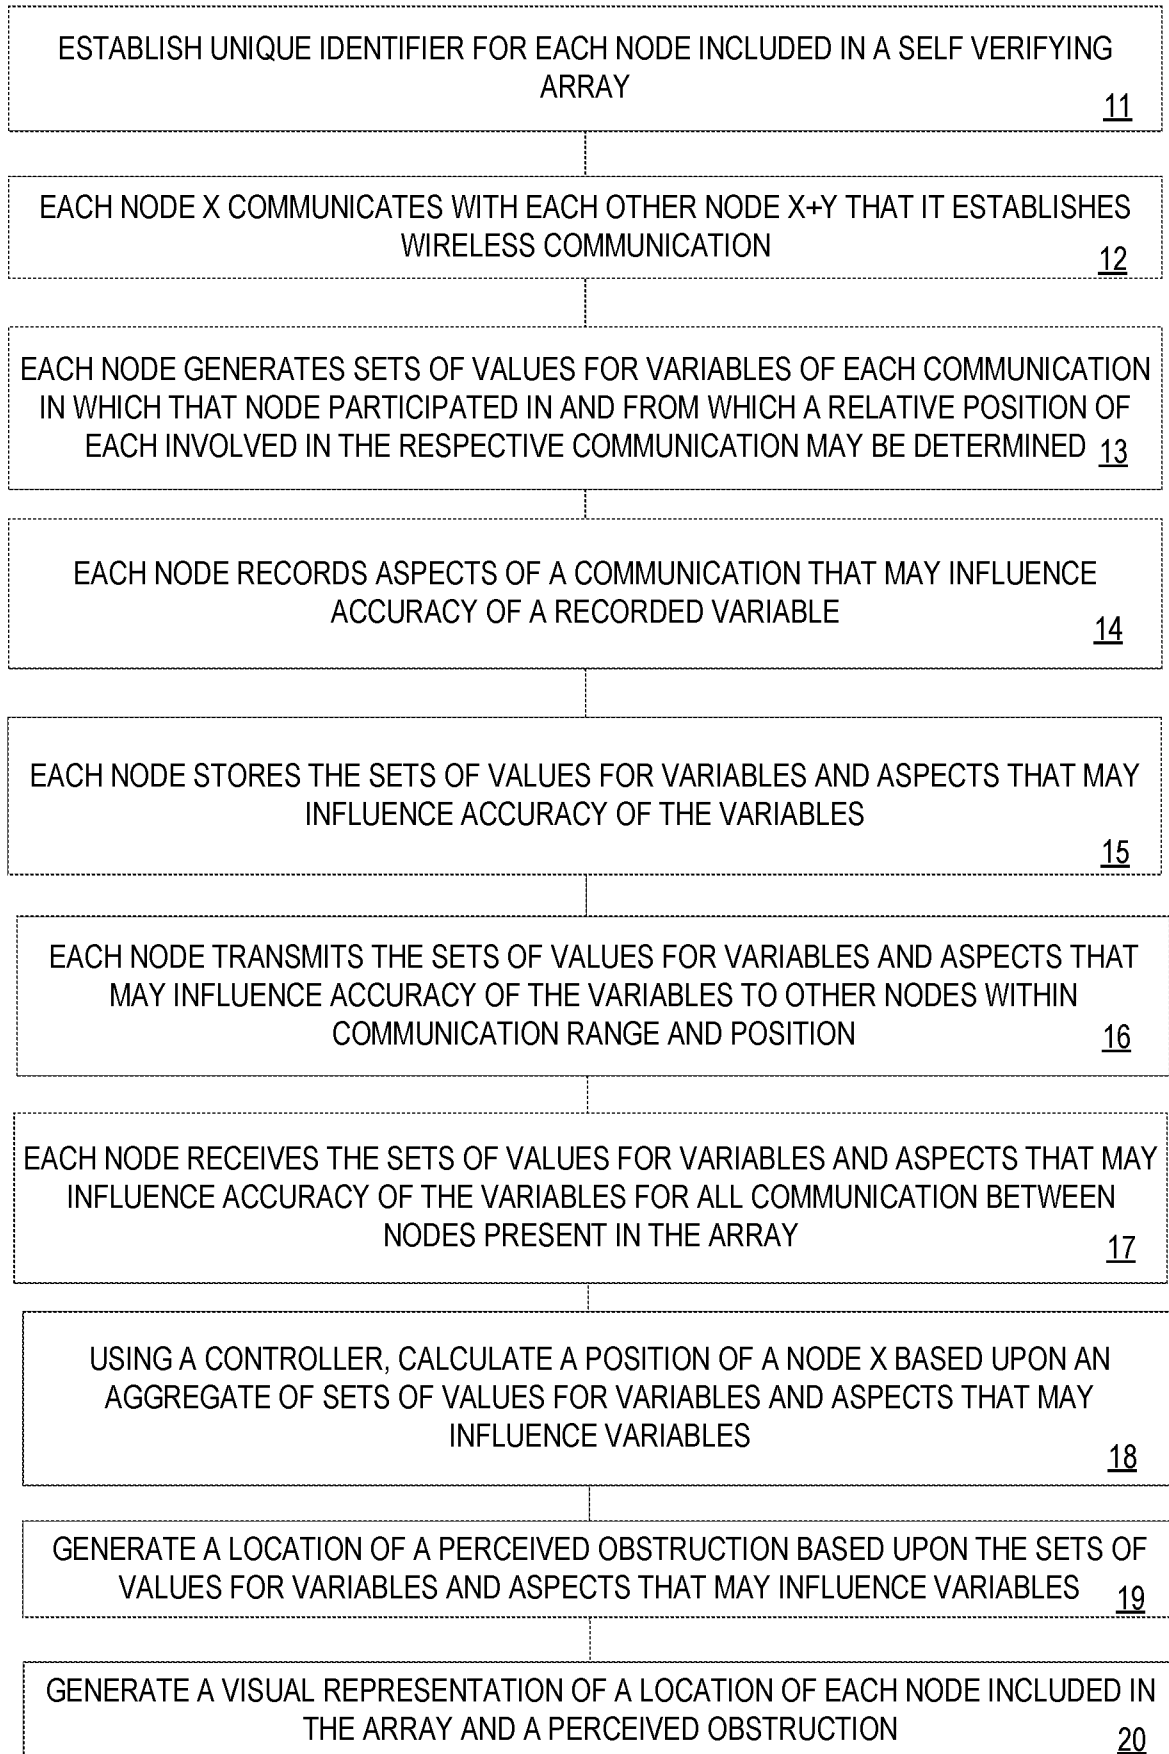 ESTABLISH UNIQUE IDENTIFIER FOR EACH NODE INCLUDED IN A SELF VERIFYING
ARRAY
11
EACH NODE X COMMUNICATES WITH EACH OTHER NODE X+Y THAT IT ESTABLISHES
WIRELESS COMMUNICATION
12
EACH NODE GENERATES SETS OF VALUES FOR VARIABLES OF EACH COMMUNICATION
IN WHICH THAT NODE PARTICIPATED IN AND FROM WHICH A RELATIVE POSITION OF
EACH INVOLVED IN THE RESPECTIVE COMMUNICATION MAY BE DETERMINED 13
EACH NODE RECORDS ASPECTS OF A COMMUNICATION THAT MAY INFLUENCE
ACCURACY OF A RECORDED VARIABLE
14
EACH NODE STORES THE SETS OF VALUES FOR VARIABLES AND ASPECTS THAT MAY
INFLUENCE ACCURACY OF THE VARIABLES
15
EACH NODE TRANSMITS THE SETS OF VALUES FOR VARIABLES AND ASPECTS THAT
MAY INFLUENCE ACCURACY OF THE VARIABLES TO OTHER NODES WITHIN
COMMUNICATION RANGE AND POSITION
16
EACH NODE RECEIVES THE SETS OF VALUES FOR VARIABLES AND ASPECTS THAT MAY
INFLUENCE ACCURACY OF THE VARIABLES FOR ALL COMMUNICATION BETWEEN
NODES PRESENT IN THE ARRAY
17
USING A CONTROLLER, CALCULATE A POSITION OF A NODE X BASED UPON AN
AGGREGATE OF SETS OF VALUES FOR VARIABLES AND ASPECTS THAT MAY
INFLUENCE VARIABLES
18
GENERATE A LOCATION OF A PERCEIVED OBSTRUCTION BASED UPON THE SETS OF
VALUES FOR VARIABLES AND ASPECTS THAT MAY INFLUENCE VARIABLES
19
GENERATE A VISUAL REPRESENTATION OF A LOCATION OF EACH NODE INCLUDED IN
THE ARRAY AND A PERCEIVED OBSTRUCTION
20